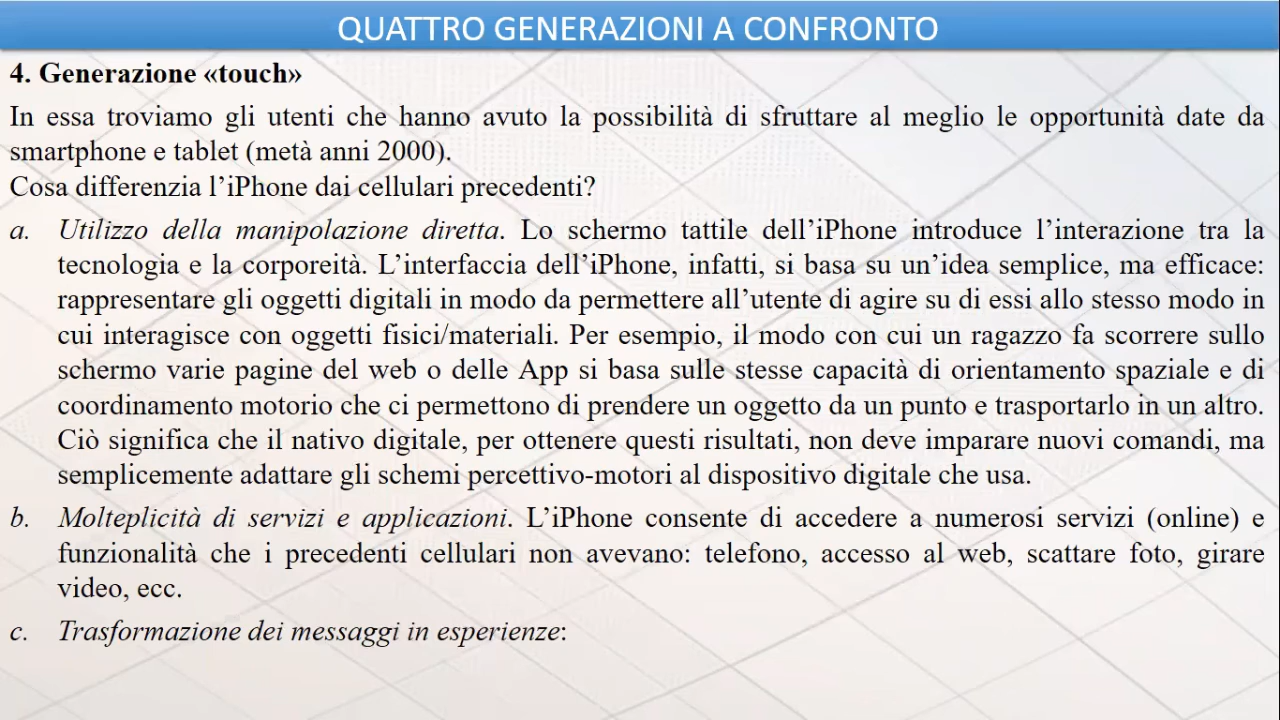 QUATTRO GENERAZIONI A CONFRONTO
4. Generazione «touch»
In essa troviamo gli utenti che hanno avuto la possibilità di sfruttare al meglio le opportunità date da
smartphone e tablet (metà anni 2000).
Cosa differenzia l’iPhone dai cellulari precedenti?
a. Utilizzo della manipolazione diretta. Lo schermo tattile dell’iPhone introduce l’interazione tra la
tecnologia e la corporeità. L’interfaccia dell’iPhone, infatti, si basa su un’idea semplice, ma efficace:
rappresentare gli oggetti digitali in modo da permettere all’utente di agire su di essi allo stesso modo in
cui interagisce con oggetti fisici/materiali. Per esempio, il modo con cui un ragazzo fa scorrere sullo
schermo varie pagine del web o delle App si basa sulle stesse capacità di orientamento spaziale e di
coordinamento motorio che ci permettono di prendere un oggetto da un punto e trasportarlo in un altro.
Ciò significa che il nativo digitale, per ottenere questi risultati, non deve imparare nuovi comandi, ma
semplicemente adattare gli schemi percettivo-motori al dispositivo digitale che usa.
b. Molteplicità di servizi e applicazioni. L’iPhone consente di accedere a numerosi servizi (online) e
funzionalità che i precedenti cellulari non avevano: telefono, accesso al web, scattare foto, girare
video, ecc.
c. Trasformazione dei messaggi in esperienze: